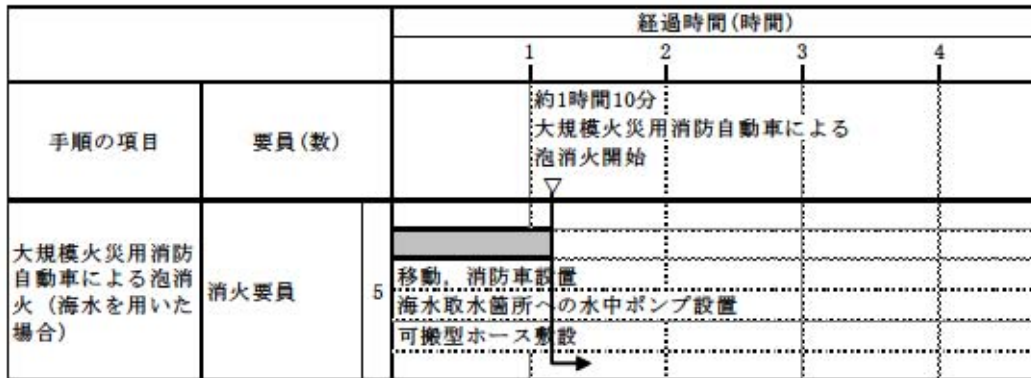 経過時間(時間)
1 2 3 4
手順の項目 要員(数)
約1時間10分
大規模火災用消防自動車による
泡消火開始
▽
大規模火災用消防
自動車による泡消
火(海水を用いた
場合)
消火要員 5
移動，消防車設置
海水取水箇所への水中ポンプ設置
可搬型ホース敷設